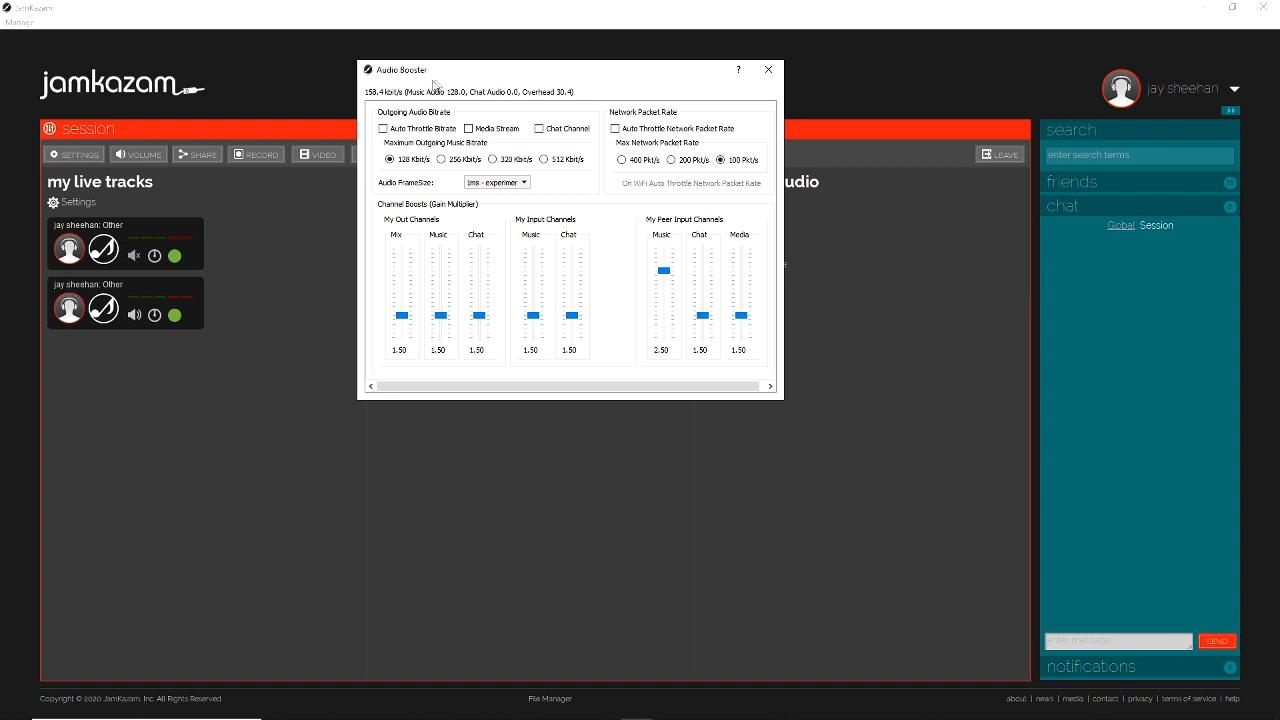 JamKazam
Manage
jamkazam
jay sheehan
Audio Booster
?
158.4 kbit/s (Music Audio 128.0, Chat Audio 0.0, Overhead 30.4)
Outgoing Audio Bitrate
Auto Throttle Bitrate Media Stream Chat Channel
Maximum Outgoing Music Bitrate
128 Kbit/s 256 Kbit/s 320 Kbit/s 512 Kbit/s
Audio FrameSize: 1ms - experimer
Network Packet Rate
Auto Throttle Network Packet Rate
Max Network Packet Rate
400 Pkt/s 200 Pkt/s 100 Pkt/s
On WiFi Auto Throttle Network Packet Rate
Channel Boosts (Gain Multiplier)
My Out Channels
Mix Music Chat
1.50 1.50 1.50
My Input Channels
Music Chat
1.50 1.50
My Peer Input Channels
Music Chat Media
2.50 1.50 1.50
session
SETTINGS VOLUME SHARE RECORD VIDEO LEAVE
my live tracks
Settings
jay sheehan: Other
jay sheehan: Other
udio
e
search
enter search terms
friends
chat
Global Session
enter message
SEND
notifications
Copyright © 2020 JamKazam, Inc. All Rights Reserved
File Manager
about | news | media | contact | privacy | terms of service | help